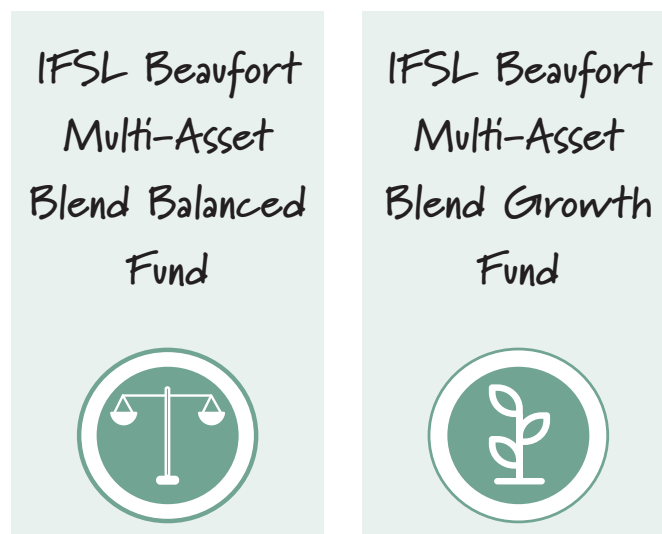 IFSL Beaufort
Multi-Asset
Blend Balanced
Fund
IFSL Beaufort
Multi-Asset
Blend Growth
Fund